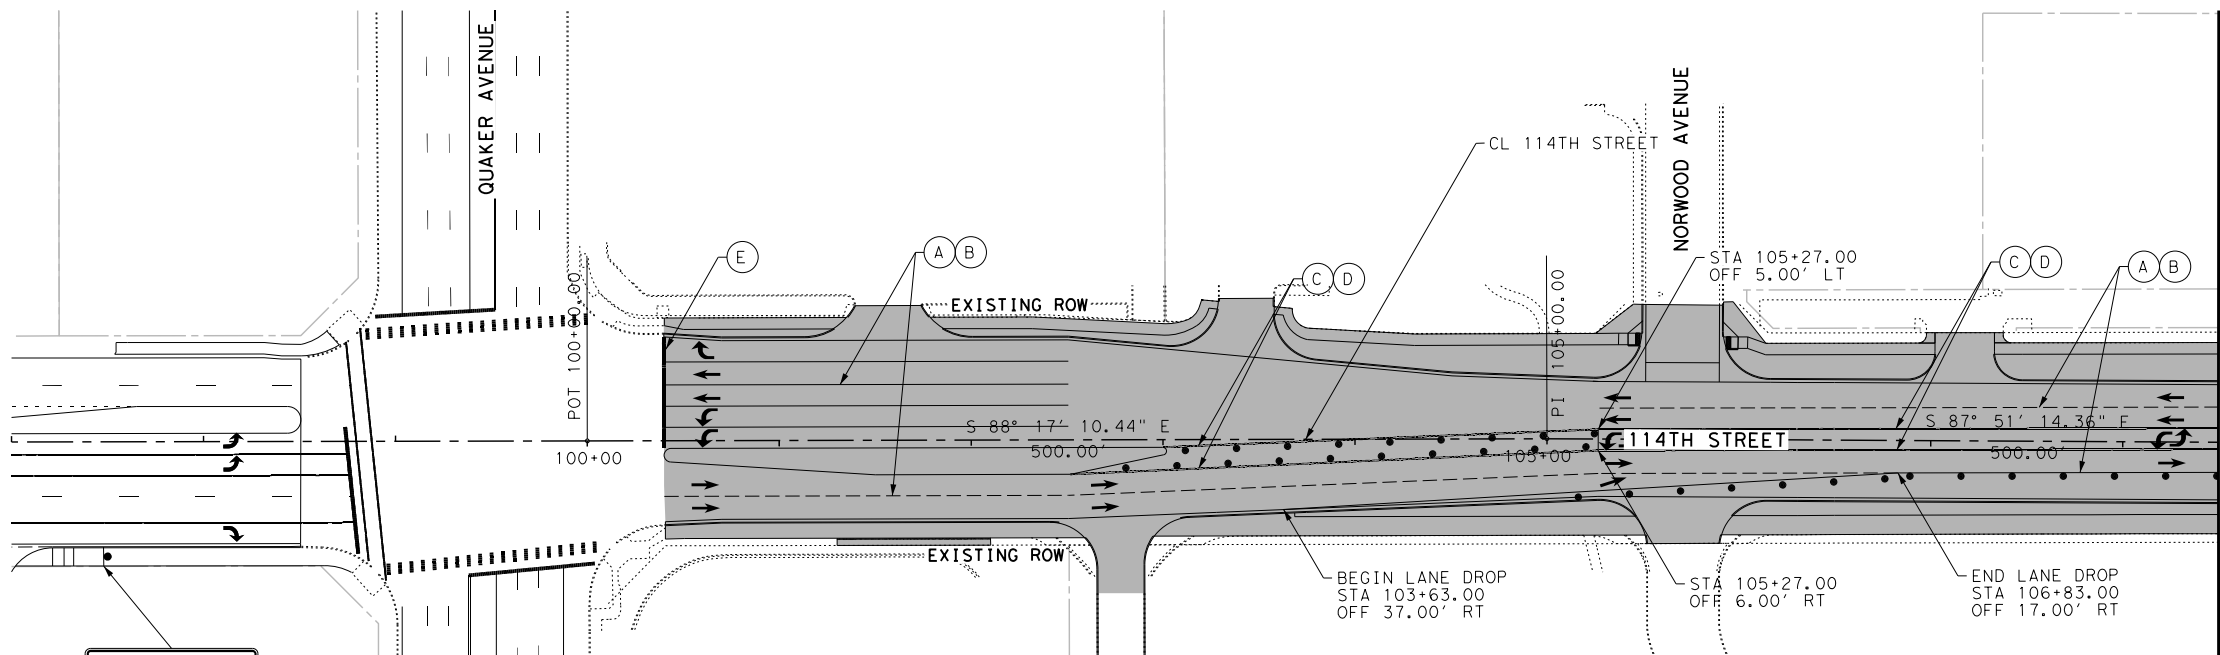 QUAKER AVENUE
NORWOOD AVENUE
CL 114TH STREET
E
A B
C D
STA 105+27.00
OFF 5.00' LT
C D
A B
POT 100+00.00
EXISTING ROW
PI 105+00.00
S 88° 17' 10.44" E
500.00'
100+00
105+00
114TH STREET
S 87° 51' 14.36" E
500.00'
EXISTING ROW
BEGIN LANE DROP
STA 103+63.00
OFF 37.00' RT
STA 105+27.00
OFF 6.00' RT
END LANE DROP
STA 106+83.00
OFF 17.00' RT